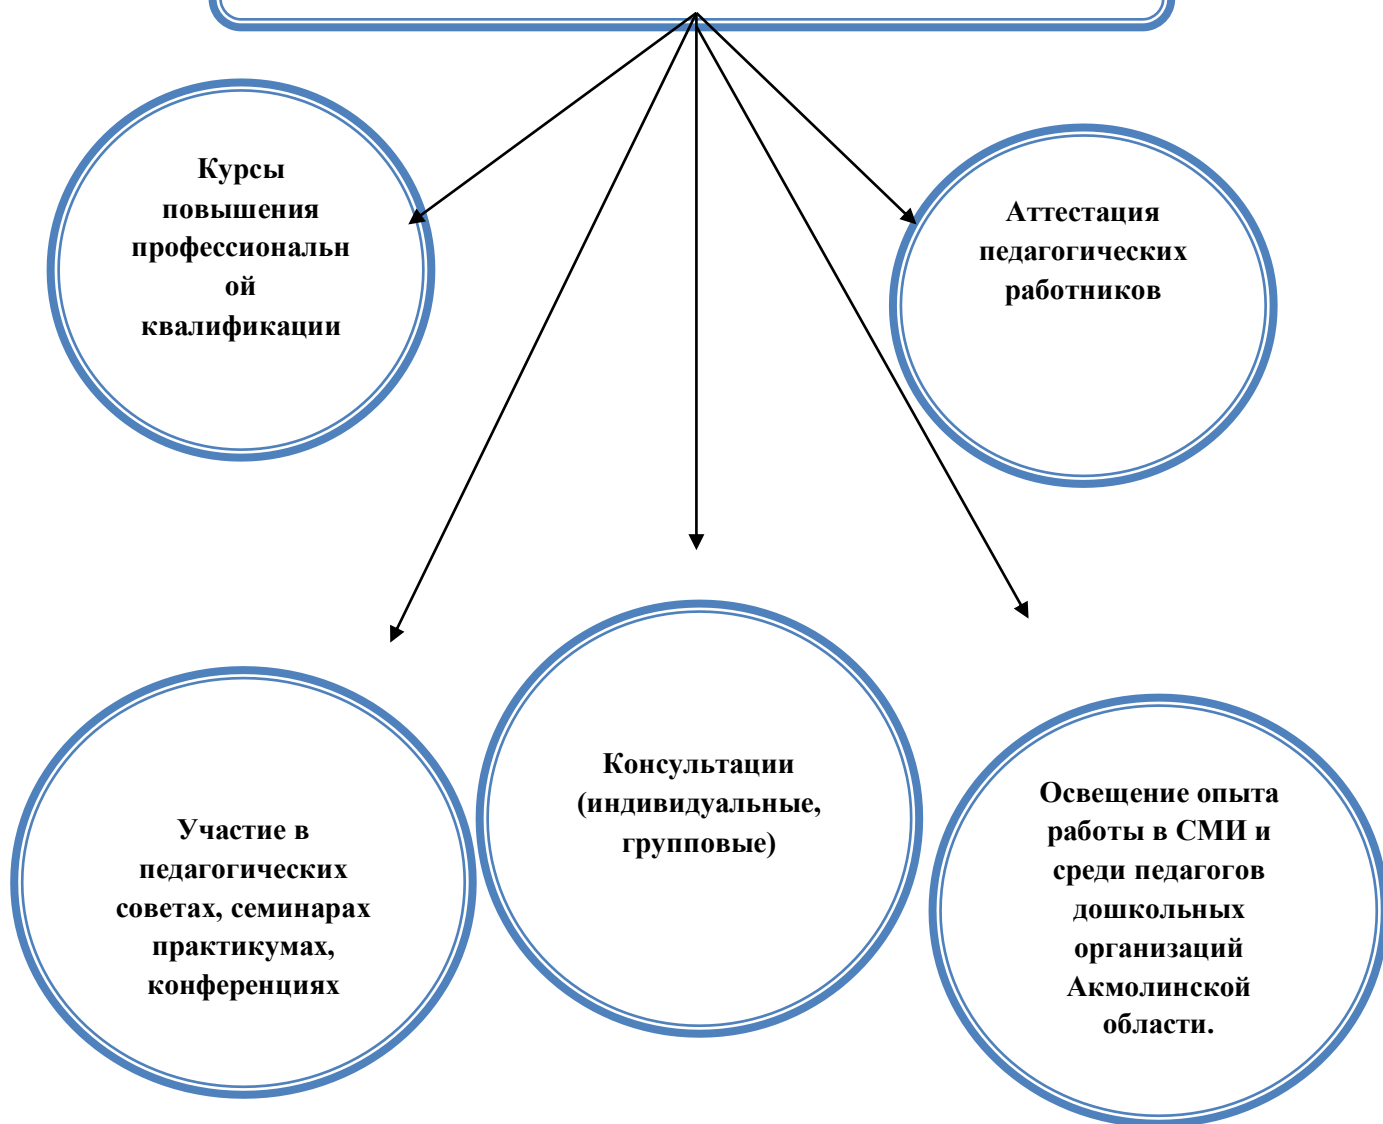 Курсы
повышения
профессиональн
ой
квалификации
Аттестация
педагогических
работников
Участие в
педагогических
советах, семинарах
практикумах,
конференциях
Консультации
(индивидуальные,
групповые)
Освещение опыта
работы в СМИ и
среди педагогов
дошкольных
организаций
Акмолинской
области.